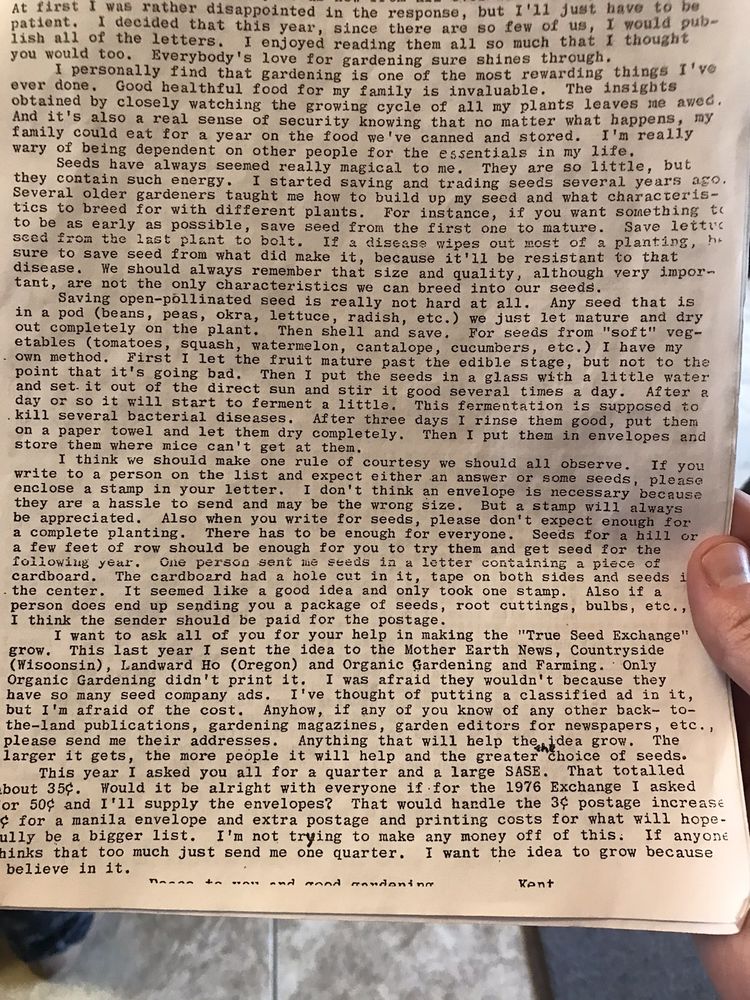 At first I was rather disappointed in the response, but I'll just have to be
patient. I decided that this year, since there are so few of us, I would pub-
lish all of the letters. I enjoyed reading them all so much that I thought
you would too. Everybody's love for gardening sure shines through.
I personally find that gardening is one of the most rewarding things I've
ever done. Good healthful food for my family is invaluable. The insights
obtained by closely watching the growing cycle of all my plants leaves me awed.
And it's also a real sense of security knowing that no matter what happens, my
family could eat for a year on the food we've canned and stored. I'm really
wary of being dependent on other people for the essentials in my life.
Seeds have always seemed really magical to me. They are so little, but
they contain such energy. I started saving and trading seeds several years ago.
Several older gardeners taught me how to build up my seed and what characteris-
tics to breed for with different plants. For instance, if you want something to
to be as early as possible, save seed from the first one to mature. Save lettuc
seed from the last plant to bolt. If a disease wipes out most of a planting, b
sure to save seed from what did make it, because it'll be resistant to that
disease. We should always remember that size and quality, although very impor-
tant, are not the only characteristics we can breed into our seeds.
Saving open-pollinated seed is really not hard at all. Any seed that is
in a pod (beans, peas, okra, lettuce, radish, etc.) we just let mature and dry
out completely on the plant. Then shell and save. For seeds from "soft" veg-
etables (tomatoes, squash, watermelon, cantalope, cucumbers, etc.) I have my
own method. First I let the fruit mature past the edible stage, but not to the
point that it's going bad. Then I put the seeds in a glass with a little water
and set it out of the direct sun and stir it good several times a day. After a
day or so it will start to ferment a little. This fermentation is supposed to
kill several bacterial diseases. After three days I rinse them good, put them
on a paper towel and let them dry completely. Then I put them in envelopes and
store them where mice can't get at them.
I think we should make one rule of courtesy we should all observe. If you
write to a person on the list and expect either an answer or some seeds, please
enclose a stamp in your letter. I don't think an envelope is necessary because
they are a hassle to send and may be the wrong size. But a stamp will always
be appreciated. Also when you write for seeds, please don't expect enough for
a complete planting. There has to be enough for everyone. Seeds for a hill or
a few feet of row should be enough for you to try them and get seed for the
following year. One person sent me seeds in a letter containing a piece of
cardboard. The cardboard had a hole cut in it, tape on both sides and seeds i
the center. It seemed like a good idea and only took one stamp. Also if a
person does end up sending you a package of seeds, root cuttings, bulbs, etc.,
I think the sender should be paid for the postage.
I want to ask all of you for your help in making the "True Seed Exchange"
grow. This last year I sent the idea to the Mother Earth News, Countryside
(Wisconsin), Landward Ho (Oregon) and Organic Gardening and Farming. Only
Organic Gardening didn't print it. I was afraid they wouldn't because they
have so many seed company ads. I've thought of putting a classified ad in it,
but I'm afraid of the cost. Anyhow, if any of you know of any other back- to-
the-land publications, gardening magazines, garden editors for newspapers, etc.,
please send me their addresses. Anything that will help the idea grow. The
larger it gets, the more people it will help and the greater the choice of seeds.
This year I asked you all for a quarter and a large SASE. That totalled
about 35¢. Would it be alright with everyone if for the 1976 Exchange I asked
for 50¢ and I'll supply the envelopes? That would handle the 3¢ postage increase
¢ for a manila envelope and extra postage and printing costs for what will hope-
ully be a bigger list. I'm not trying to make any money off of this. If anyone
hinks that too much just send me one quarter. I want the idea to grow because
believe in it.
Peace to you and good gardening Kent